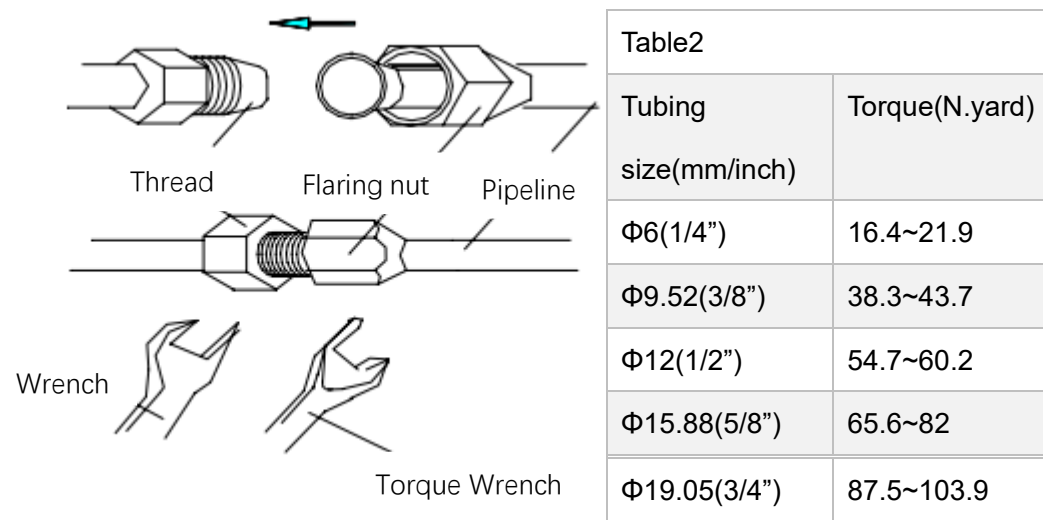 Thread
Flaring nut
Pipeline
Wrench
Torque Wrench
Table2
Tubing size(mm/inch) Torque(N.yard)
Φ6(1/4”) 16.4~21.9
Φ9.52(3/8”) 38.3~43.7
Φ12(1/2”) 54.7~60.2
Φ15.88(5/8”) 65.6~82
Φ19.05(3/4”) 87.5~103.9